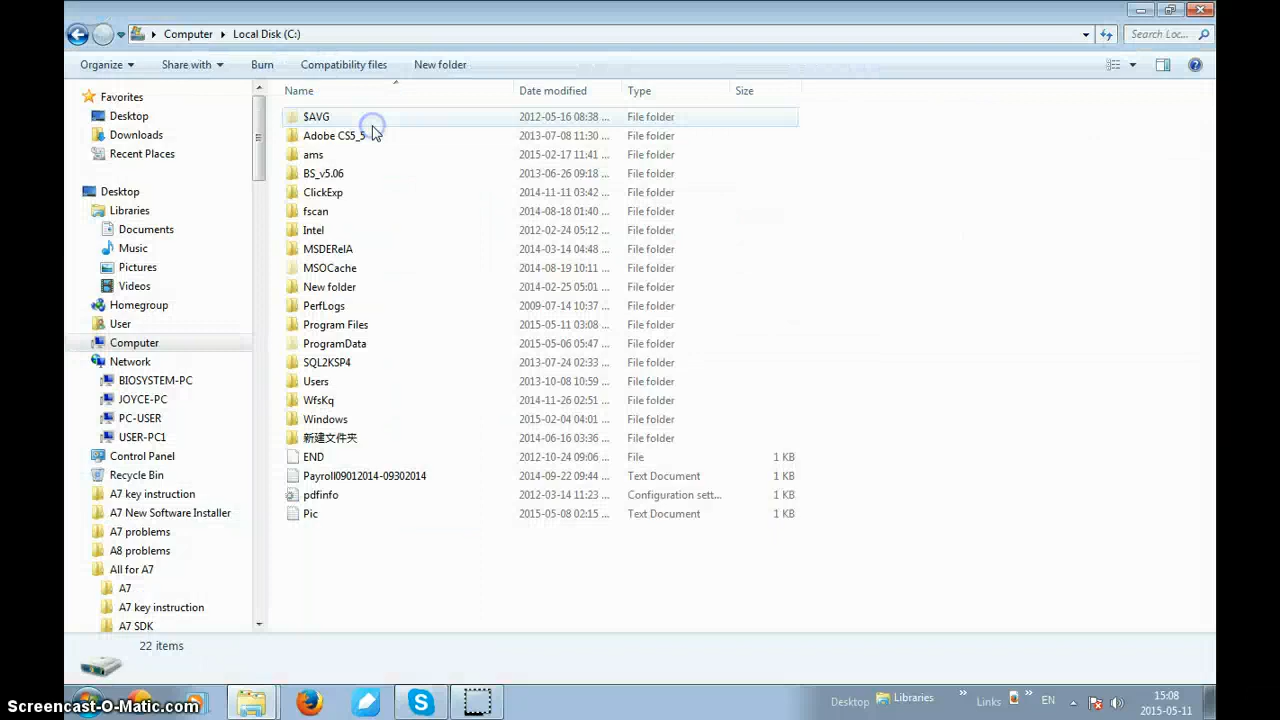 Computer Local Disk (C:) Search Loc...
Organize Share with Burn Compatibility files New folder
Name Date modified Type Size
Favorites
Desktop
Downloads
Recent Places
Desktop
Libraries
Documents
Music
Pictures
Videos
Homegroup
User
Computer
Network
BIOSYSTEM-PC
JOYCE-PC
PC-USER
USER-PC1
Control Panel
Recycle Bin
A7 key instruction
A7 New Software Installer
A7 problems
A8 problems
All for A7
A7
A7 key instruction
A7 SDK
$AVG 2012-05-16 08:38 ... File folder
Adobe CS5_5 2013-07-08 11:30 ... File folder
ams 2015-02-17 11:41 ... File folder
BS_v5.06 2013-06-26 09:18 ... File folder
ClickExp 2014-11-11 03:42 ... File folder
fscan 2014-08-18 01:40 ... File folder
Intel 2012-02-24 05:12 ... File folder
MSDERelA 2014-03-14 04:48 ... File folder
MSOCache 2014-08-19 10:11 ... File folder
New folder 2014-02-25 05:01 ... File folder
PerfLogs 2009-07-14 10:37 ... File folder
Program Files 2015-05-11 03:08 ... File folder
ProgramData 2015-05-06 05:47 ... File folder
SQL2KSP4 2013-07-24 02:33 ... File folder
Users 2013-10-08 10:59 ... File folder
WfsKq 2014-11-26 02:51 ... File folder
Windows 2015-02-04 04:01 ... File folder
新建文件夹 2014-06-16 03:36 ... File folder
END 2012-10-24 09:06 ... File 1 KB
Payroll09012014-09302014 2014-09-22 09:44 ... Text Document 1 KB
pdfinfo 2012-03-14 11:23 ... Configuration sett... 1 KB
Pic 2015-05-08 02:15 ... Text Document 1 KB
22 items
Screencast-O-Matic.com
Desktop Libraries » Links » EN 15:08
2015-05-11